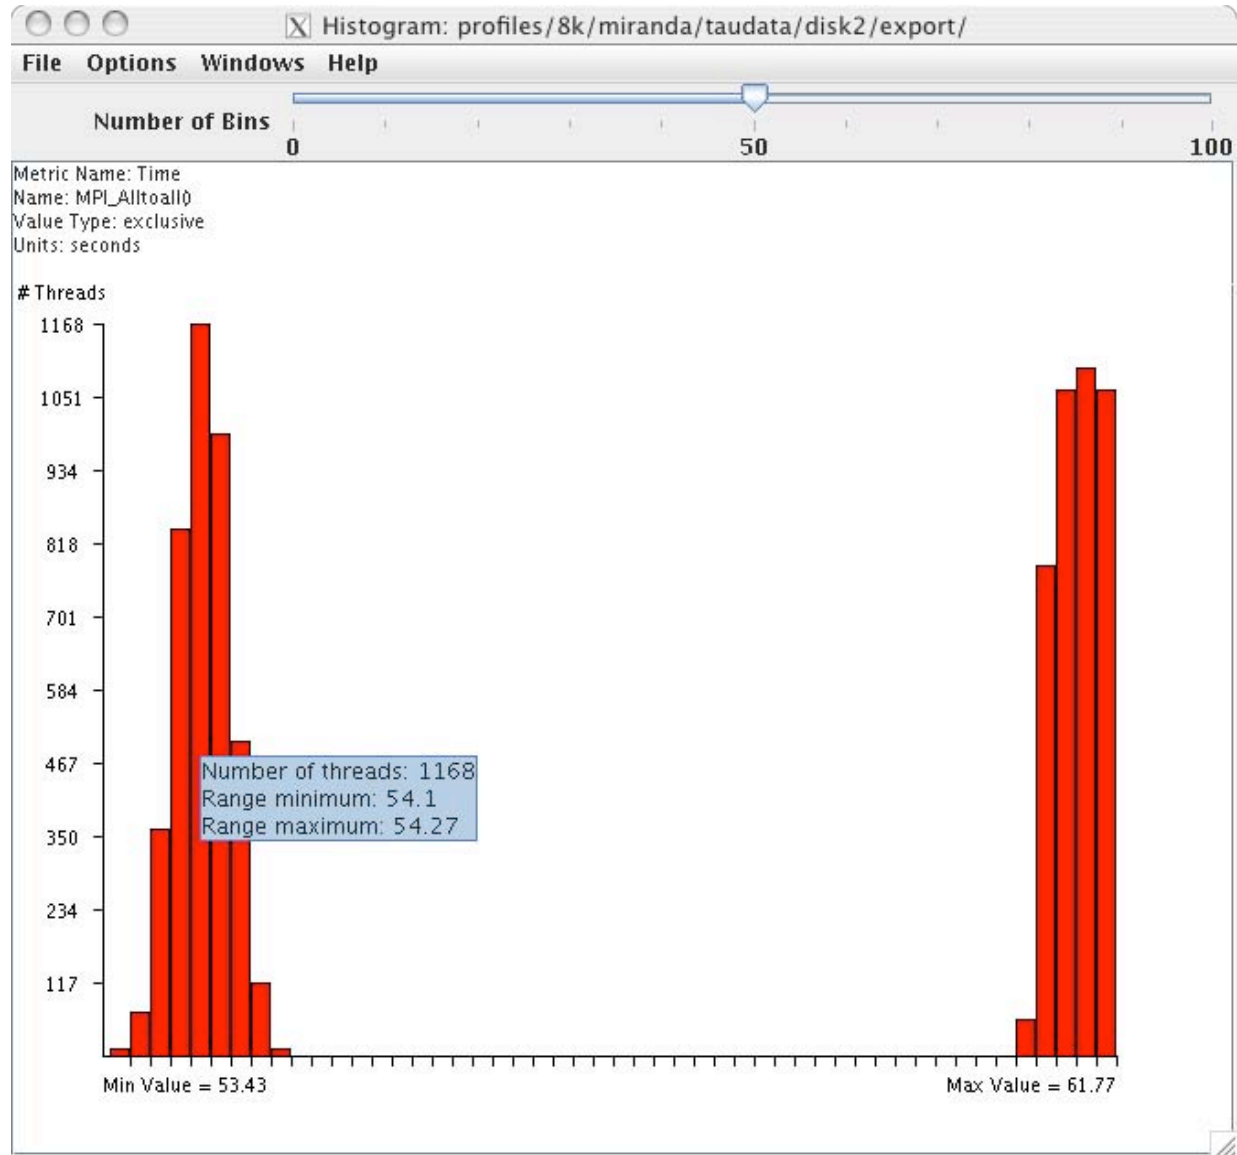 X Histogram: profiles/8k/miranda/taudata/disk2/export/
File Options Windows Help
Number of Bins
0 50 100
Metric Name: Time
Name: MPI_Alltoall()
Value Type: exclusive
Units: seconds
# Threads
1168
1051
934
818
701
584
467
Number of threads: 1168
Range minimum: 54.1
Range maximum: 54.27
350
234
117
Min Value = 53.43 Max Value = 61.77